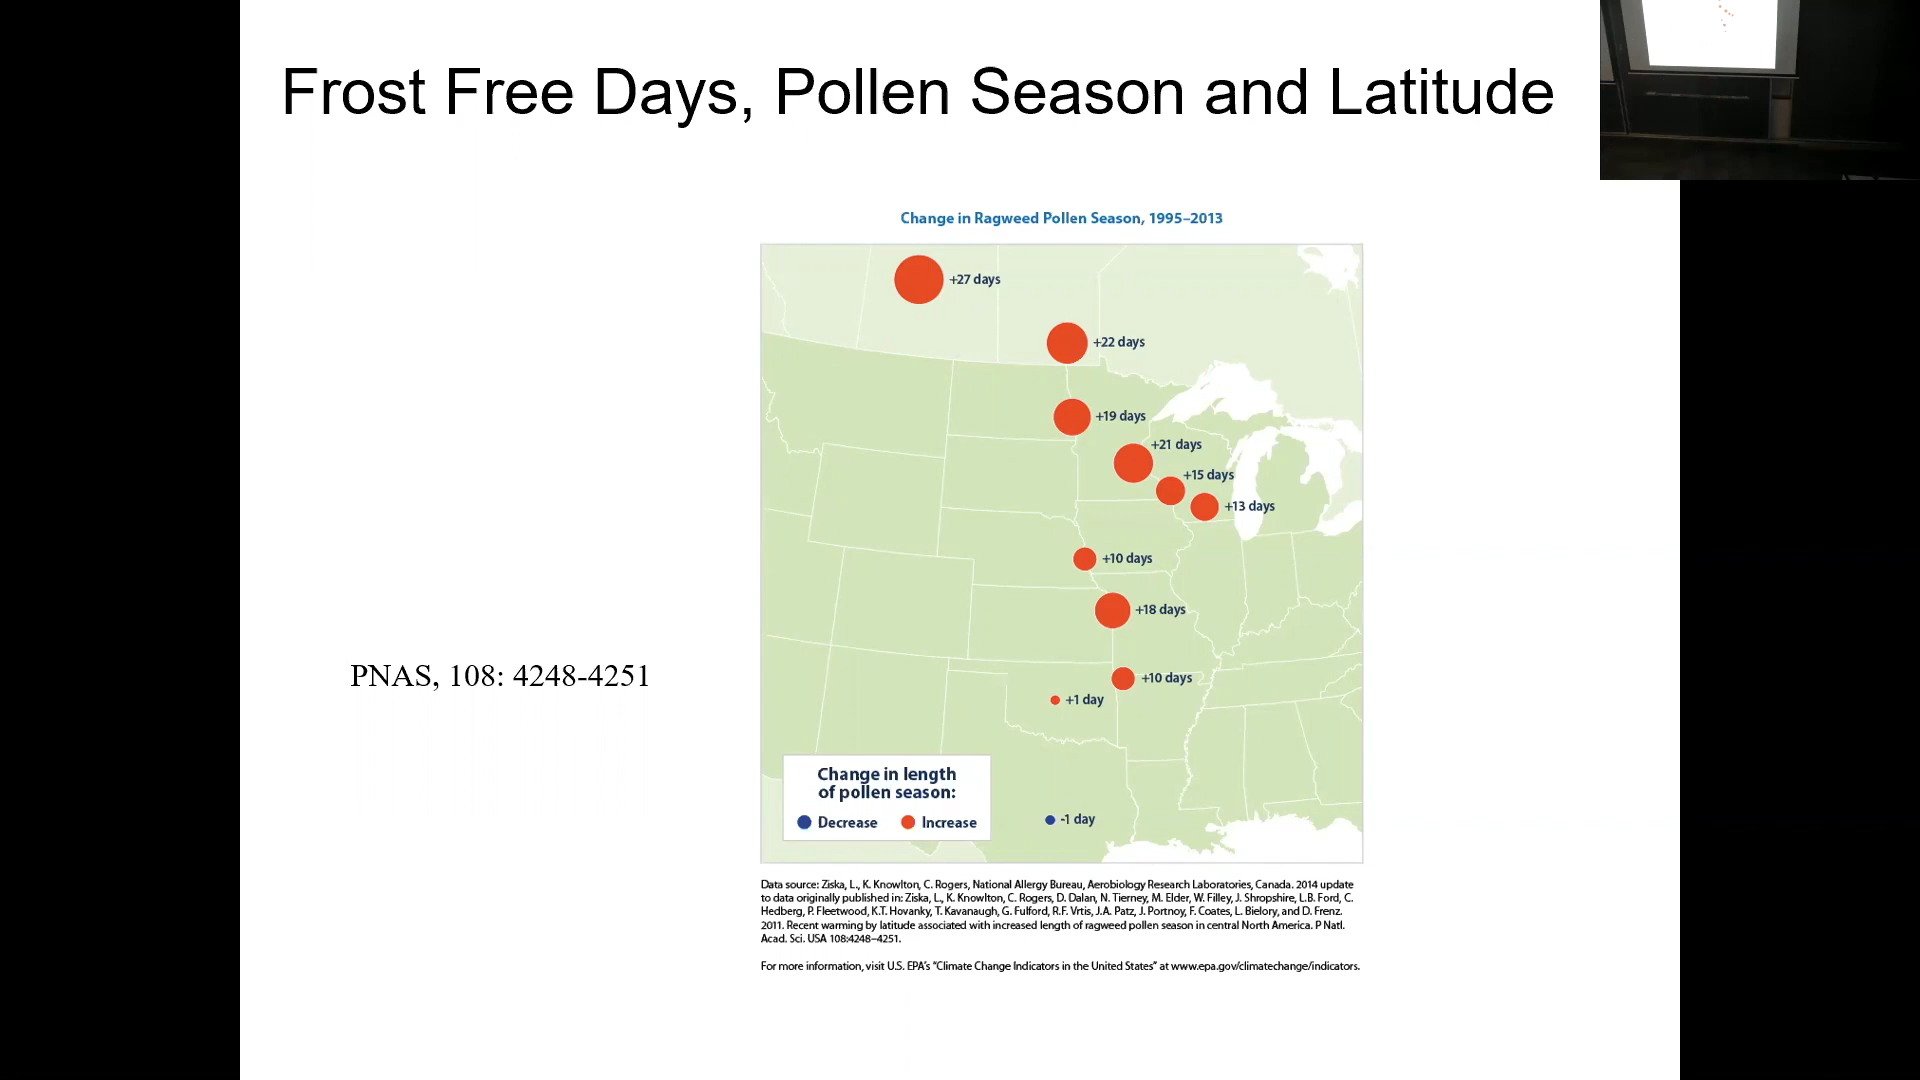 Frost Free Days, Pollen Season and Latitude
Change in Ragweed Pollen Season, 1995–2013
+27 days
+22 days
+19 days
+21 days
+15 days
+13 days
+10 days
+18 days
PNAS, 108: 4248-4251
+10 days
+1 day
Change in length
of pollen season:
Decrease Increase
-1 day
Data source: Ziska, L., K. Knowlton, C. Rogers, National Allergy Bureau, Aerobiology Research Laboratories, Canada. 2014 update
to data originally published in: Ziska, L., K. Knowlton, C. Rogers, D. Dalan, N. Tierney, M. Elder, W. Filley, J. Shropshire, L.B. Ford, C.
Hedberg, P. Fleetwood, K.T. Hovanky, T. Kavanaugh, G. Fulford, R.F. Vrtis, J.A. Patz, J. Portnoy, F. Coates, L. Bielory, and D. Frenz.
2011. Recent warming by latitude associated with increased length of ragweed pollen season in central North America. P Natl.
Acad. Sci. USA 108:4248–4251.
For more information, visit U.S. EPA's "Climate Change Indicators in the United States" at www.epa.gov/climatechange/indicators.